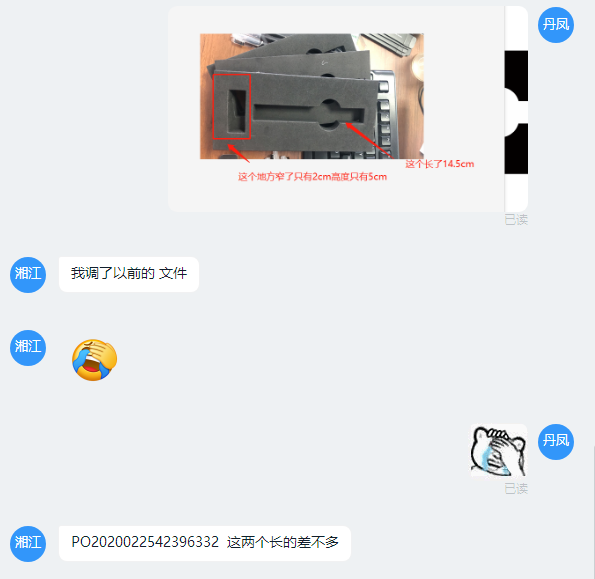 丹凤
这个长了14.5cm
这个地方窄了只有2cm高度只有5cm
已读
湘江
我调了以前的 文件
湘江
丹凤
已读
湘江
PO2020022542396332 这两个长的差不多